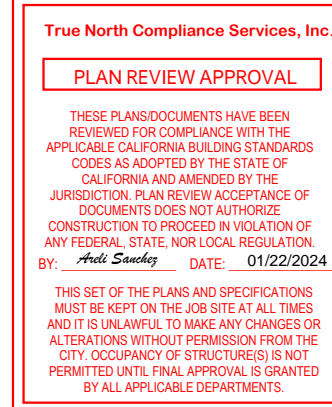 True North Compliance Services, Inc.
PLAN REVIEW APPROVAL
THESE PLANS/DOCUMENTS HAVE BEEN
REVIEWED FOR COMPLIANCE WITH THE
APPLICABLE CALIFORNIA BUILDING STANDARDS
CODES AS ADOPTED BY THE STATE OF
CALIFORNIA AND AMENDED BY THE
JURISDICTION. PLAN REVIEW ACCEPTANCE OF
DOCUMENTS DOES NOT AUTHORIZE
CONSTRUCTION TO PROCEED IN VIOLATION OF
ANY FEDERAL, STATE, NOR LOCAL REGULATION.
BY: Areli Sanchez DATE: 01/22/2024
THIS SET OF THE PLANS AND SPECIFICATIONS
MUST BE KEPT ON THE JOB SITE AT ALL TIMES
AND IT IS UNLAWFUL TO MAKE ANY CHANGES OR
ALTERATIONS WITHOUT PERMISSION FROM THE
CITY. OCCUPANCY OF STRUCTURE(S) IS NOT
PERMITTED UNTIL FINAL APPROVAL IS GRANTED
BY ALL APPLICABLE DEPARTMENTS.